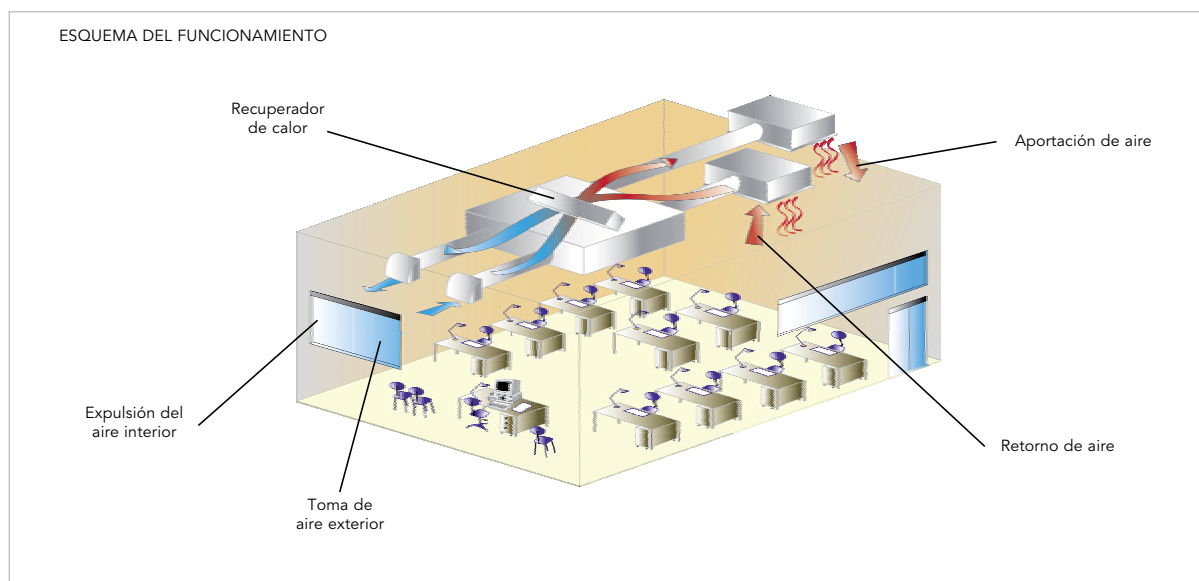 ESQUEMA DEL FUNCIONAMIENTO
Recuperador
de calor
Aportación de aire
Expulsión del
aire interior
Retorno de aire
Toma de
aire exterior